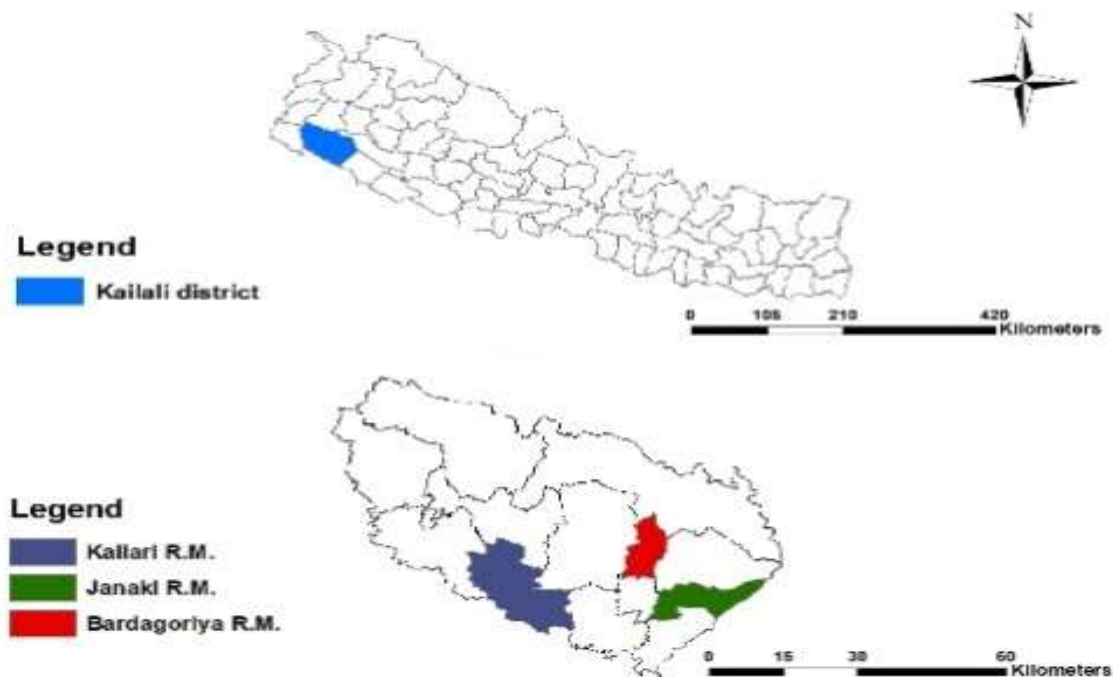 N
Legend
Kailali district
0 105 210 420
Kilometers
Legend
Kailari R.M.
Janaki R.M.
Bardagoriya R.M.
0 15 30 60
Kilometers